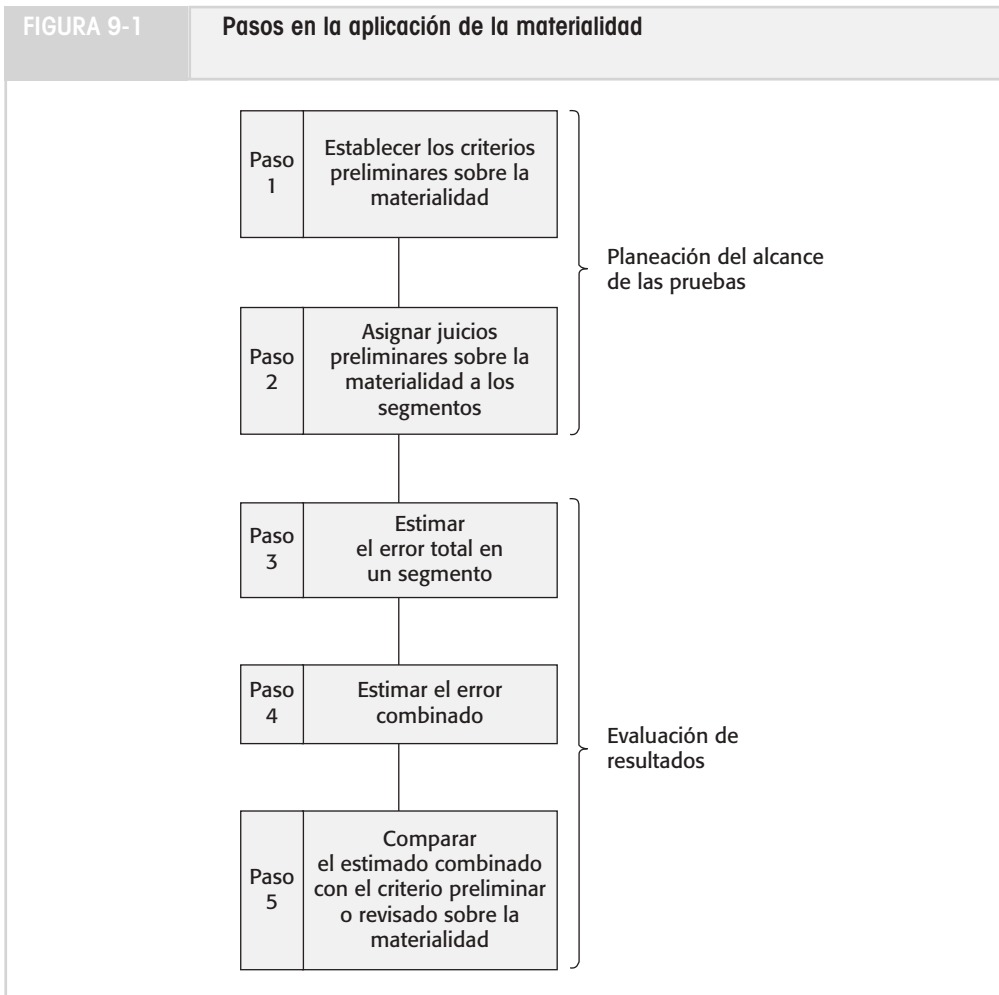 FIGURA 9-1
Pasos en la aplicación de la materialidad
Paso
1
Establecer los criterios
preliminares sobre la
materialidad
Planeación del alcance
de las pruebas
Paso
2
Asignar juicios
preliminares sobre la
materialidad a los
segmentos
Paso
3
Estimar
el error total en
un segmento
Paso
4
Estimar el error
combinado
Evaluación de
resultados
Paso
5
Comparar
el estimado combinado
con el criterio preliminar
o revisado sobre la
materialidad